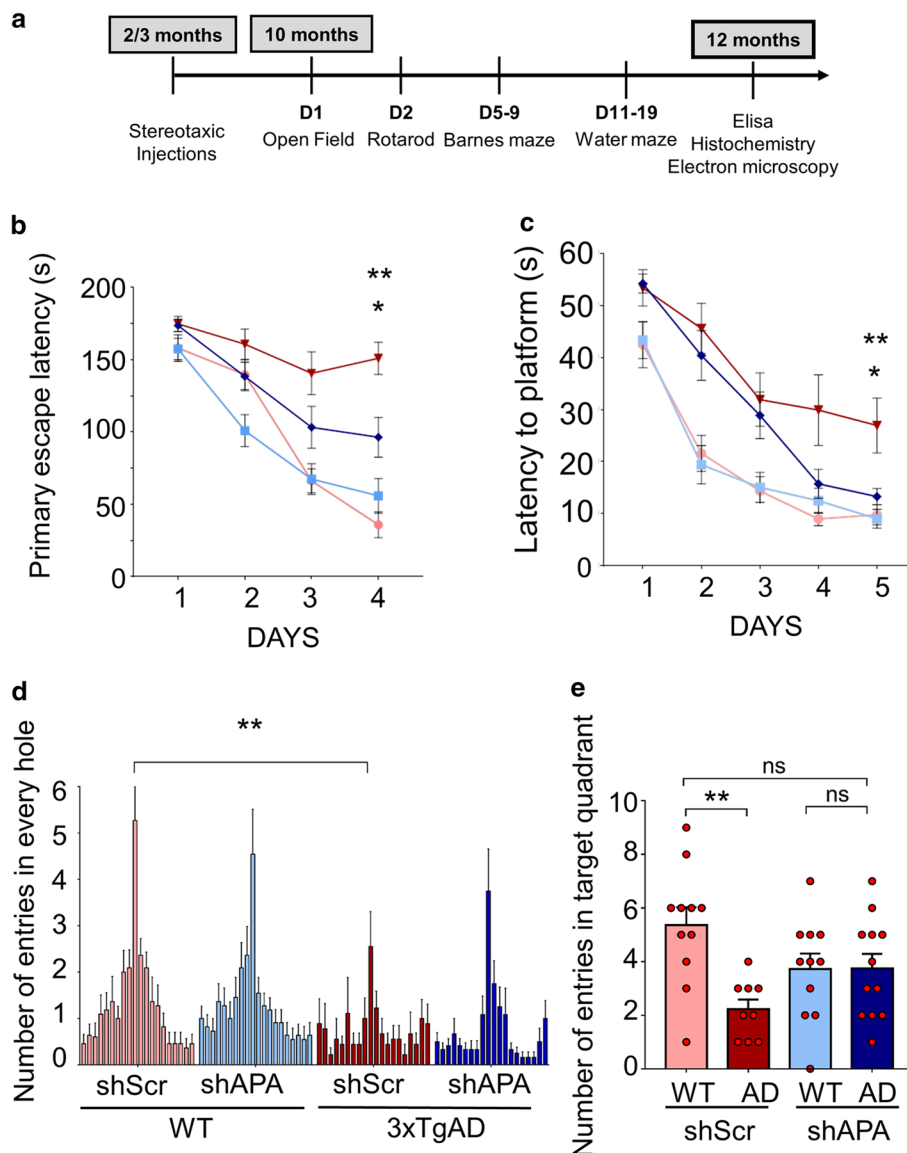 a
2/3 months
10 months
12 months
D1
D2
D5-9
D11-19
Stereotaxic
Injections
Open Field
Rotarod
Barnes maze
Water maze
Elisa
Histochemistry
Electron microscopy
b
Primary escape latency (s)
200
150
100
50
0
**
*
1 2 3 4
DAYS
c
Latency to platform (s)
60
50
40
30
20
10
0
**
*
1 2 3 4 5
DAYS
d
Number of entries in every hole
**
6
5
4
3
2
1
0
shScr shAPA shScr shAPA
WT 3xTgAD
e
Number of entries in target quadrant
ns
** ns
10
8
6
4
2
0
WT AD WT AD
shScr shAPA